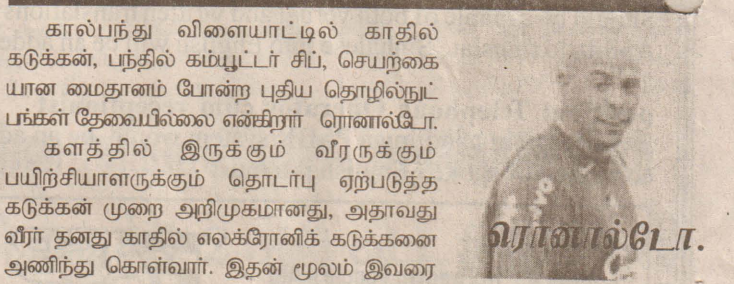 கால்பந்து விளையாட்டில் காதில்
கடுக்கன், பந்தில் கம்யூட்டர் சிப், செயற்கை
யான மைதானம் போன்ற புதிய தொழில்நுட்
பங்கள் தேவையில்லை என்கிறார் ரொனால்டோ.
களத்தில் இருக்கும் வீரருக்கும்
பயிற்சியாளருக்கும் தொடர்பு ஏற்படுத்த
கடுக்கன் முறை அறிமுகமானது, அதாவது
வீரர் தனது காதில் எலக்ரோனிக் கடுக்கனை
அணிந்து கொள்வார். இதன் மூலம் இவரை
ரொனால்டோ.